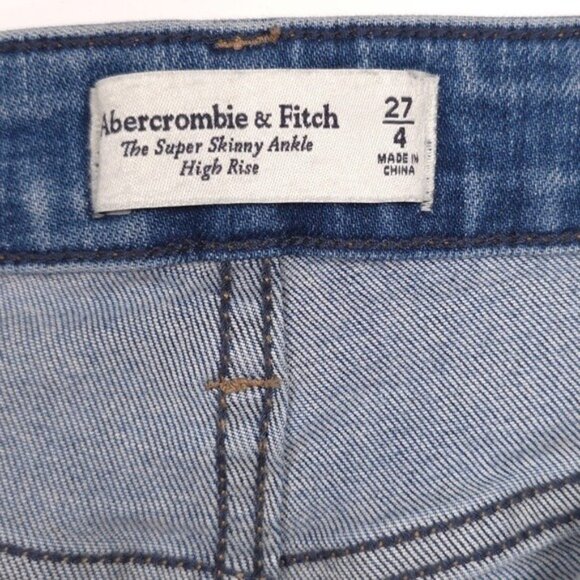 Abercrombie & Fitch
The Super Skinny Ankle
High Rise
27
4
MADE IN
CHINA